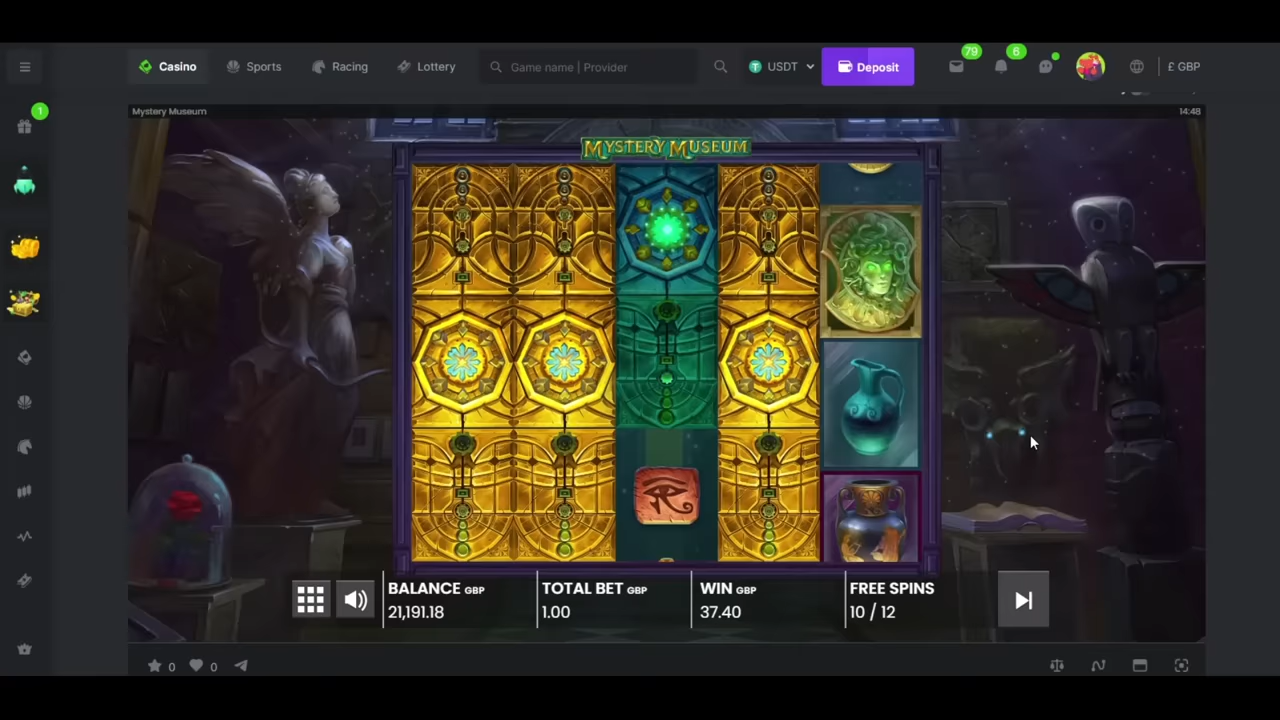 Casino
Sports
Racing
Lottery
Game name | Provider
USDT
Deposit
79
6
£ GBP
1
Mystery Museum
14:48
MYSTERY MUSEUM
BALANCE GBP
21,191.18
TOTAL BET GBP
1.00
WIN GBP
37.40
FREE SPINS
10 / 12
0
0